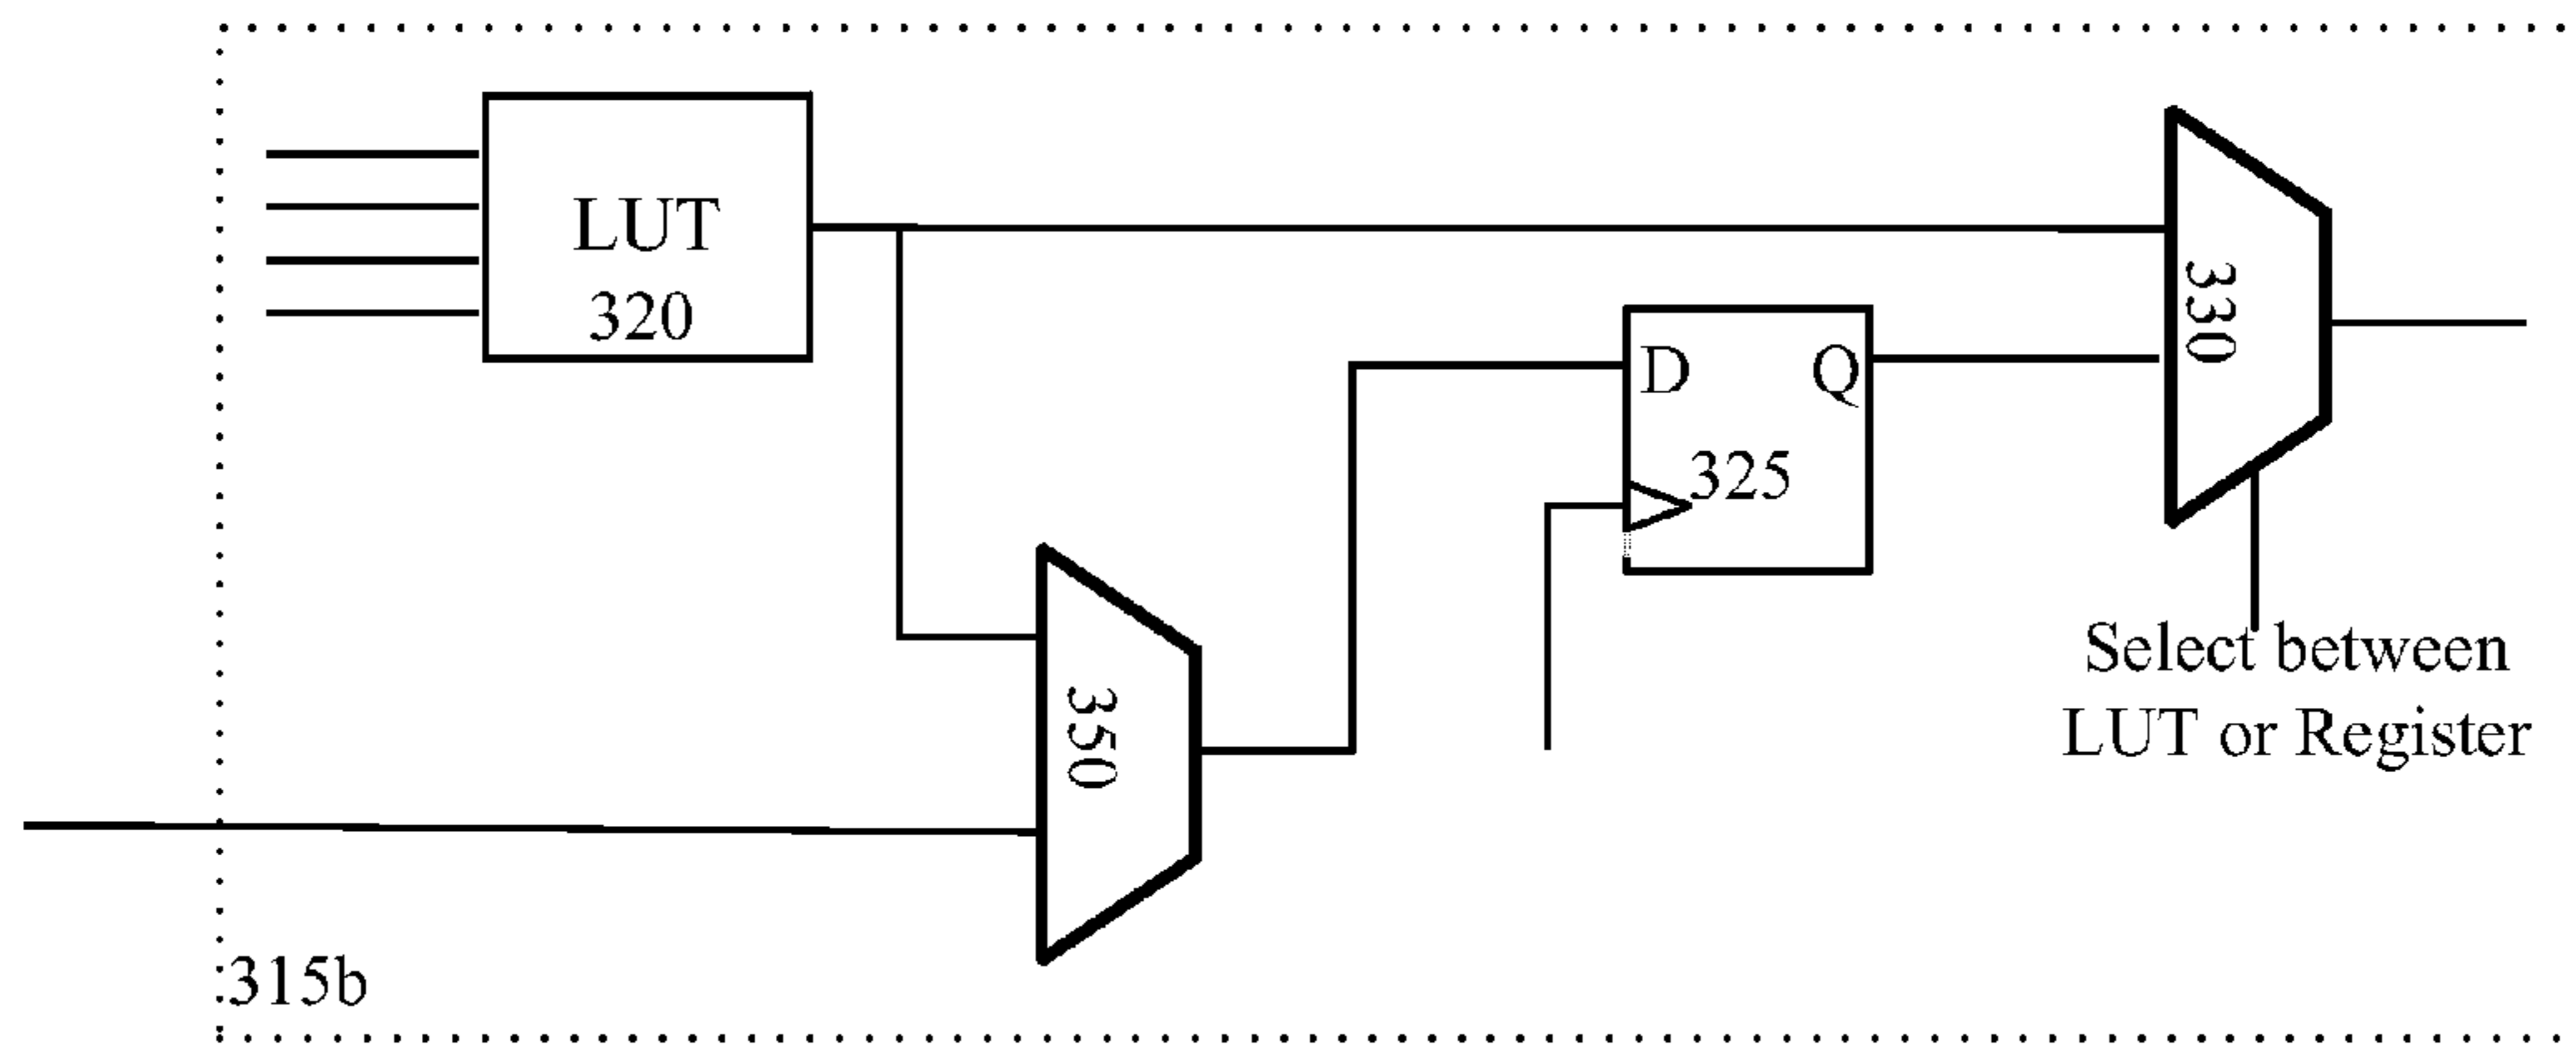 LUT
320
330
D Q
325
350
Select between
LUT or Register
315b